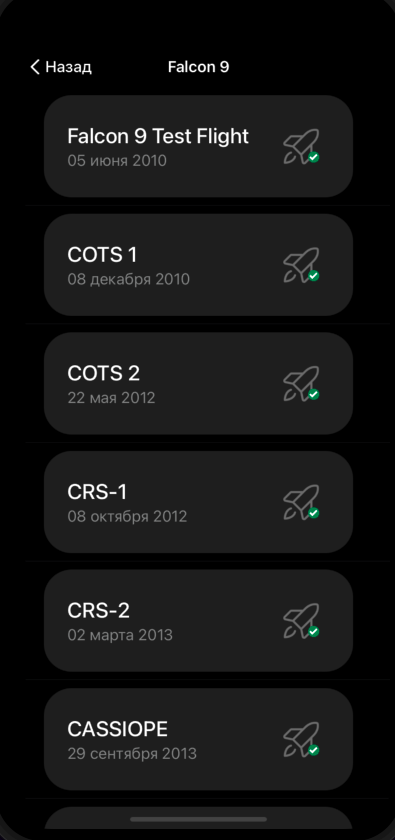 Назад
Falcon 9
Falcon 9 Test Flight
05 июня 2010
COTS 1
08 декабря 2010
COTS 2
22 мая 2012
CRS-1
08 октября 2012
CRS-2
02 марта 2013
CASSIOPE
29 сентября 2013